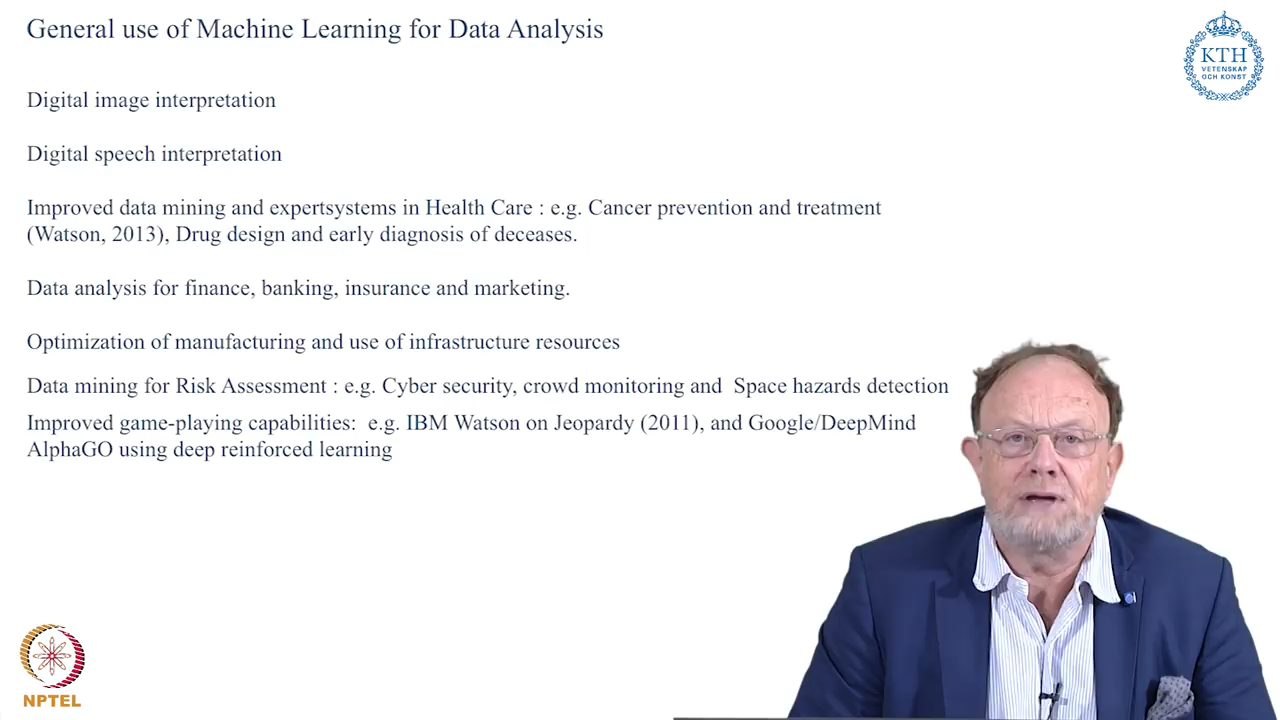 General use of Machine Learning for Data Analysis
KTH
VETENSKAP
OCH KONST
Digital image interpretation
Digital speech interpretation
Improved data mining and expertsystems in Health Care : e.g. Cancer prevention and treatment
(Watson, 2013), Drug design and early diagnosis of deceases.
Data analysis for finance, banking, insurance and marketing.
Optimization of manufacturing and use of infrastructure resources
Data mining for Risk Assessment : e.g. Cyber security, crowd monitoring and Space hazards detection
Improved game-playing capabilities: e.g. IBM Watson on Jeopardy (2011), and Google/DeepMind
AlphaGO using deep reinforced learning
NPTEL